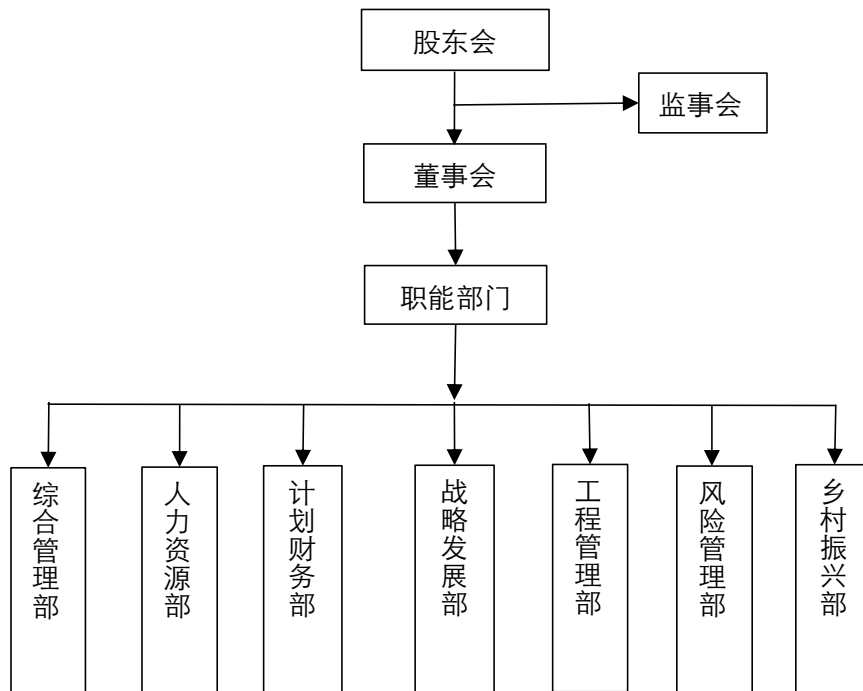 股东会
监事会
董事会
职能部门
综合管理部
人力资源部
计划财务部
战略发展部
工程管理部
风险管理部
乡村振兴部